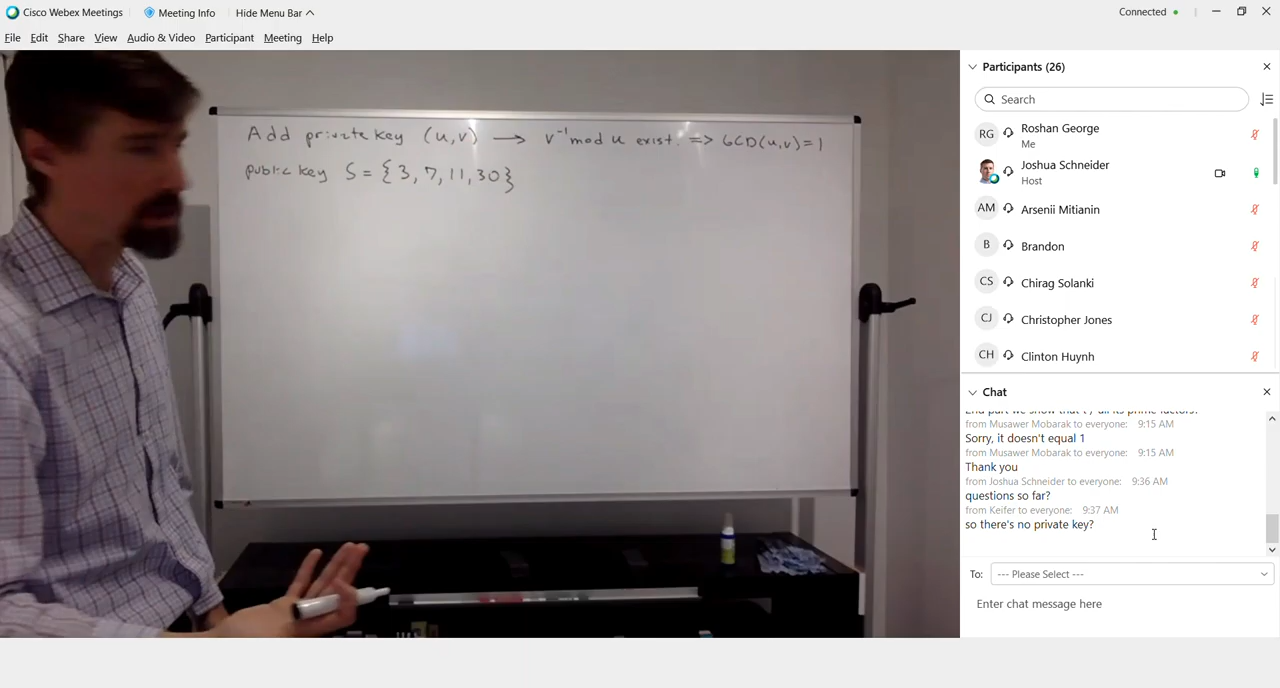 Cisco Webex Meetings
Meeting Info
Hide Menu Bar
Connected
File Edit Share View Audio & Video Participant Meeting Help
Add private key (u,v) → v⁻¹ mod u exist. => GCD(u,v)=1
public key S = {3, 7, 11, 30}
Participants (26)
Search
RG
Roshan George
Me
Joshua Schneider
Host
AM
Arsenii Mitianin
B
Brandon
CS
Chirag Solanki
CJ
Christopher Jones
CH
Clinton Huynh
Chat
from Musawer Mobarak to everyone: 9:15 AM
Sorry, it doesn't equal 1
from Musawer Mobarak to everyone: 9:15 AM
Thank you
from Joshua Schneider to everyone: 9:36 AM
questions so far?
from Keifer to everyone: 9:37 AM
so there's no private key?
To: --- Please Select ---
Enter chat message here